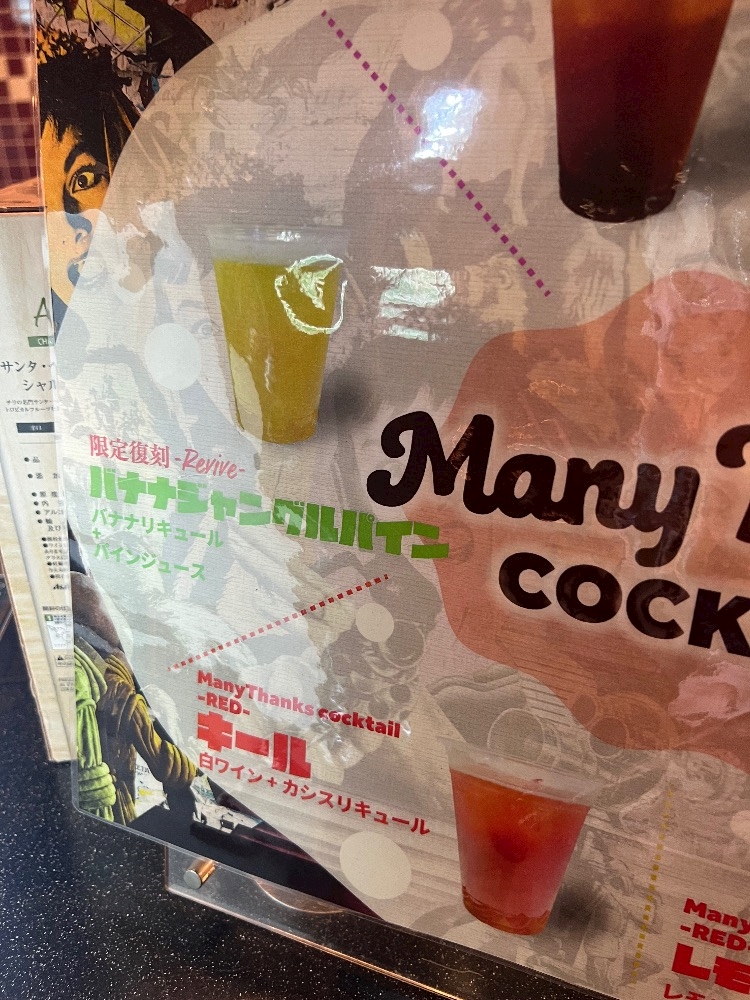 サンタ・
シャル
限定復刻 -Revive-
バナナジャングルパイン
バナナリキュール
+
パインジュース
Many
COCK
ManyThanks cocktail
-RED-
キール
白ワイン + カシスリキュール
Many
-RED-
レモ